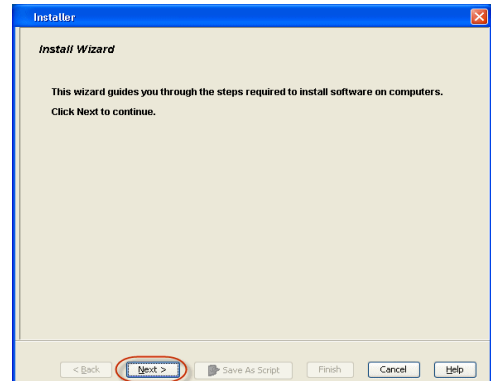 Installer
Install Wizard
This wizard guides you through the steps required to install software on computers.
Click Next to continue.
< Back Next > Save As Script Finish Cancel Help